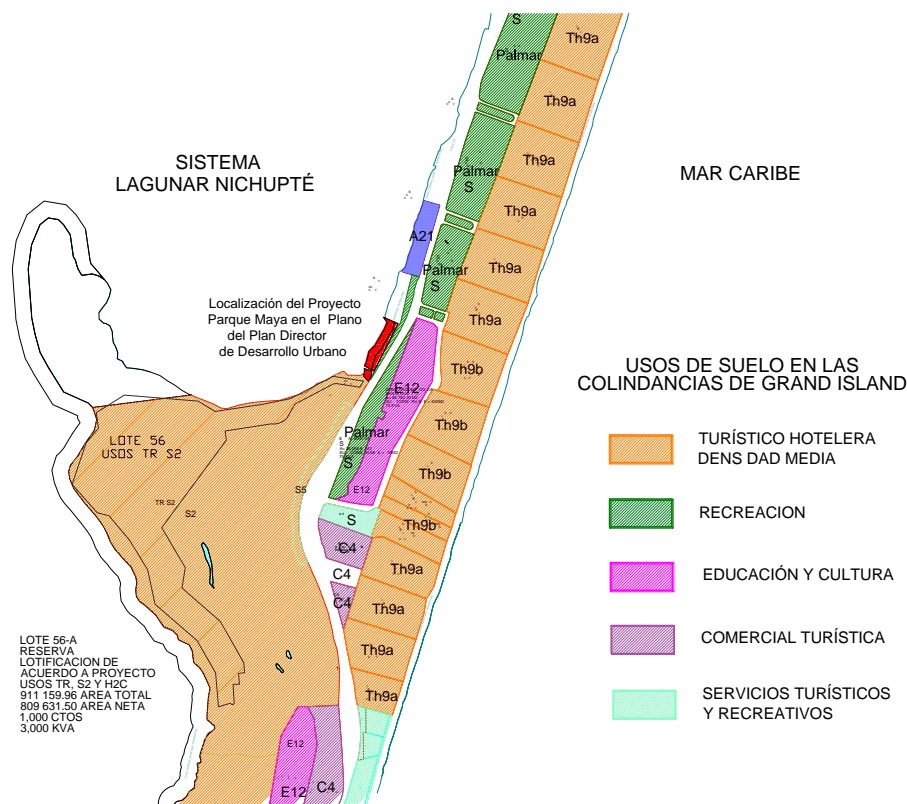 S
Palmar
Th9a
Th9a
Th9a
Th9a
Th9a
Th9a
Palmar
S
A21
Palmar
S
SISTEMA
LAGUNAR NICHUPTÉ
MAR CARIBE
Localización del Proyecto
Parque Maya en el Plano
del Plan Director
de Desarrollo Urbano
E12
Palmar
S
S
E12
Th9b
Th9b
Th9b
Th9b
LOTE 56
USOS TR S2
TR S2
S2
S5
S
C4
C4
C4
Th9a
Th9a
Th9a
Th9a
LOTE 56-A
RESERVA
LOTIFICACION DE
ACUERDO A PROYECTO
USOS TR, S2 Y H2C
911 159.96 AREA TOTAL
809 631.50 AREA NETA
1,000 CTOS
3,000 KVA
E12
E12
C4
USOS DE SUELO EN LAS
COLINDANCIAS DE GRAND ISLAND
TURÍSTICO HOTELERA
DENS DAD MEDIA
RECREACION
EDUCACIÓN Y CULTURA
COMERCIAL TURÍSTICA
SERVICIOS TURÍSTICOS
Y RECREATIVOS